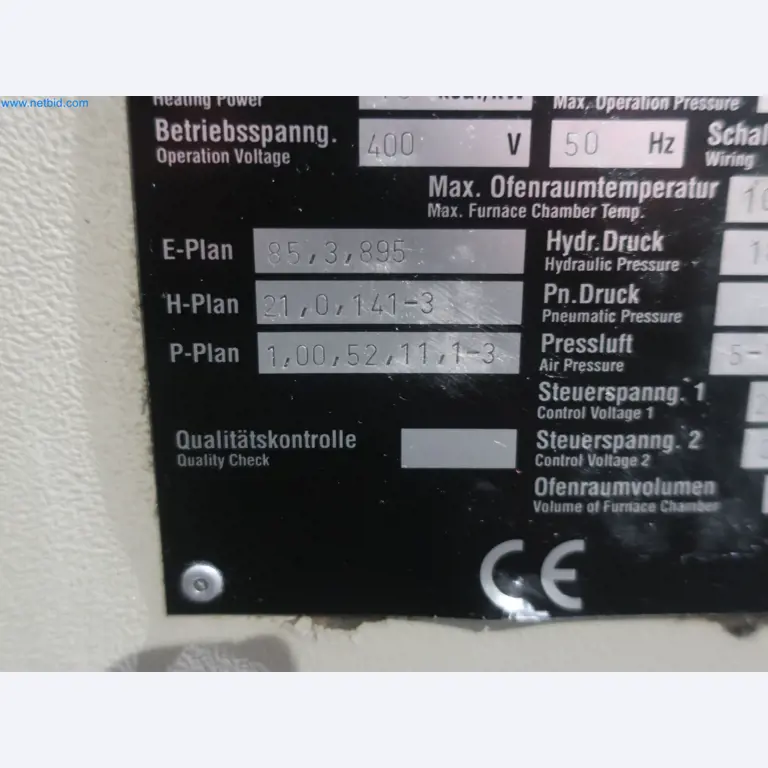 www.netbid.com
Heating Power
Max. Operation Pressure
Betriebsspanng. 400 V 50 Hz
Operation Voltage
Wiring
Max. Ofenraumtemperatur
Max. Furnace Chamber Temp.
E-Plan 85,3,895
Hydr.Druck
Hydraulic Pressure
H-Plan 21,0,141-3
Pn.Druck
Pneumatic Pressure
P-Plan 1,00,52,11,1-3
Pressluft
Air Pressure
Steuerspanng. 1
Control Voltage 1
Qualitätskontrolle
Quality Check
Steuerspanng. 2
Control Voltage 2
Ofenraumvolumen
Volume of Furnace Chamber
CE